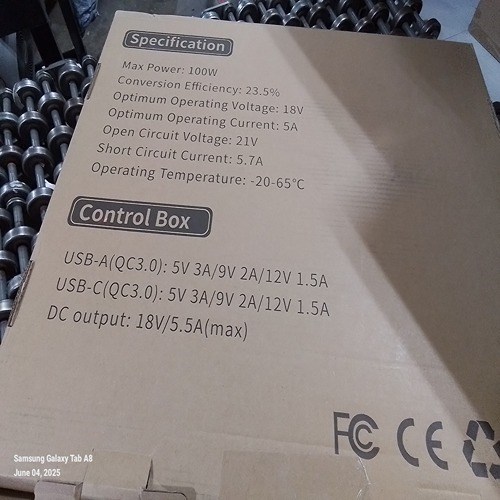 Specification
Max Power: 100W
Conversion Efficiency: 23.5%
Optimum Operating Voltage: 18V
Optimum Operating Current: 5A
Open Circuit Voltage: 21V
Short Circuit Current: 5.7A
Operating Temperature: -20-65°C
Control Box
USB-A(QC3.0): 5V 3A/9V 2A/12V 1.5A
USB-C(QC3.0): 5V 3A/9V 2A/12V 1.5A
DC output: 18V/5.5A(max)
FC CE
Samsung Galaxy Tab A8
June 04, 2025